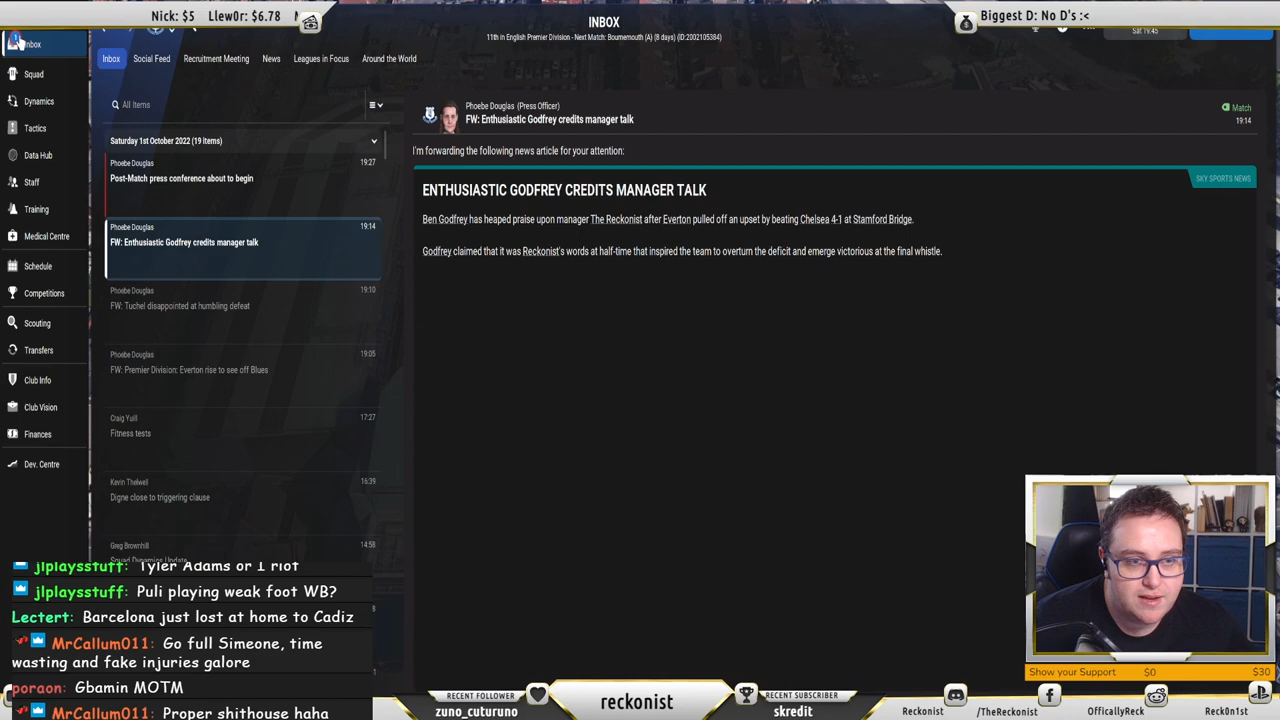 Nick: $5 Llew0r: $6.78
INBOX
11th in English Premier Division - Next Match: Bournemouth (A) (8 days) (ID:2002105384)
Biggest D: No D's :<
Sat 19:45
Inbox
Squad
Dynamics
Tactics
Data Hub
Staff
Training
Medical Centre
Schedule
Competitions
Scouting
Transfers
Club Info
Club Vision
Finances
Dev. Centre
Inbox Social Feed Recruitment Meeting News Leagues in Focus Around the World
All Items
Saturday 1st October 2022 (19 items)
Phoebe Douglas 19:27
Post-Match press conference about to begin
Phoebe Douglas 19:14
FW: Enthusiastic Godfrey credits manager talk
Phoebe Douglas 19:10
FW: Tuchel disappointed at humbling defeat
Phoebe Douglas 19:05
FW: Premier Division: Everton rise to see off Blues
Craig Yuill 17:27
Fitness tests
Kevin Thelwell 16:39
Digne close to triggering clause
Greg Brownhill 14:58
Squad Dynamics Update
Phoebe Douglas (Press Officer)
FW: Enthusiastic Godfrey credits manager talk
Match
19:14
I'm forwarding the following news article for your attention:
SKY SPORTS NEWS
ENTHUSIASTIC GODFREY CREDITS MANAGER TALK
Ben Godfrey has heaped praise upon manager The Reckonist after Everton pulled off an upset by beating Chelsea 4-1 at Stamford Bridge.
Godfrey claimed that it was Reckonist's words at half-time that inspired the team to overturn the deficit and emerge victorious at the final whistle.
jlplaysstuff: Tyler Adams or I riot
jlplaysstuff: Puli playing weak foot WB?
Lectert: Barcelona just lost at home to Cadiz
MrCallum011: Go full Simeone, time
wasting and fake injuries galore
poraon: Gbamin MOTM
MrCallum011: Proper shithouse haha
Show your Support $0 $30
RECENT FOLLOWER
zuno_cuturuno
reckonist
RECENT SUBSCRIBER
skredit
Reckonist
/TheReckonist
OfficallyReck
Reck0n1st